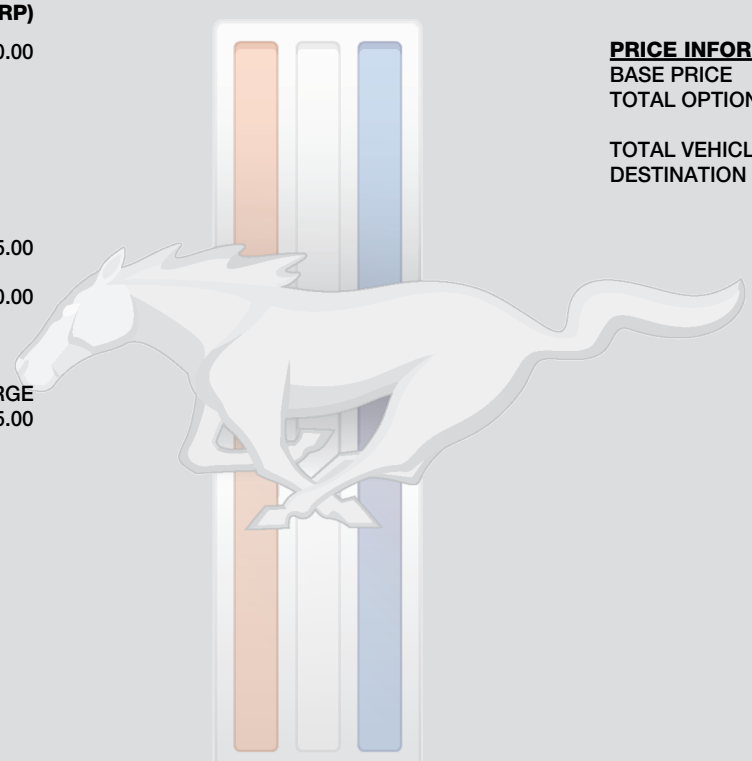 RP)
0.00
5.00
0.00
RGE
5.00
PRICE INFOR
BASE PRICE
TOTAL OPTION
TOTAL VEHICL
DESTINATION